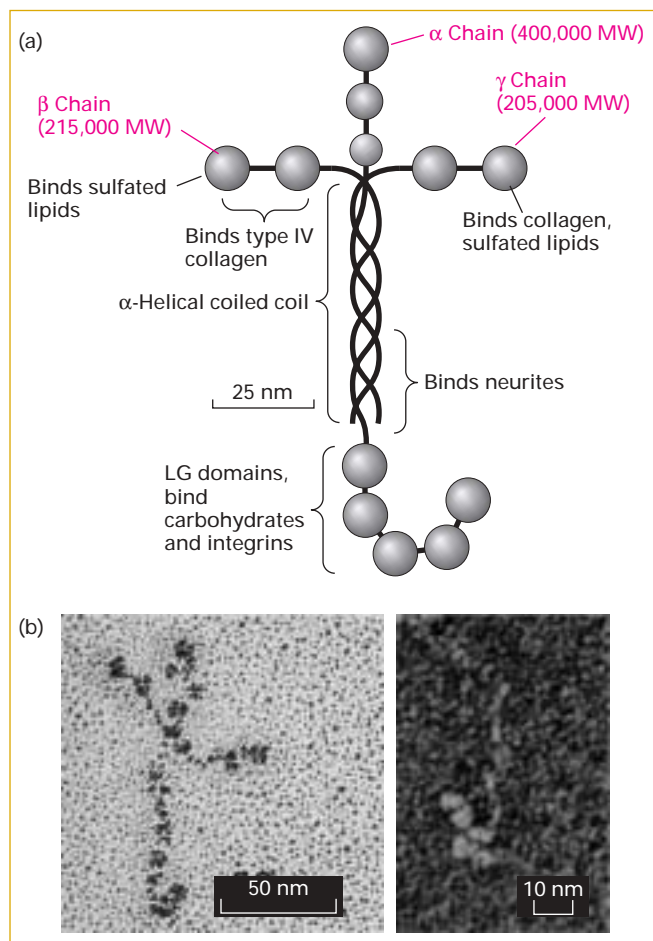 (a)
α Chain (400,000 MW)
β Chain
(215,000 MW)
γ Chain
(205,000 MW)
Binds sulfated
lipids
Binds type IV
collagen
Binds collagen,
sulfated lipids
α-Helical coiled coil
Binds neurites
25 nm
LG domains,
bind
carbohydrates
and integrins
(b)
50 nm
10 nm